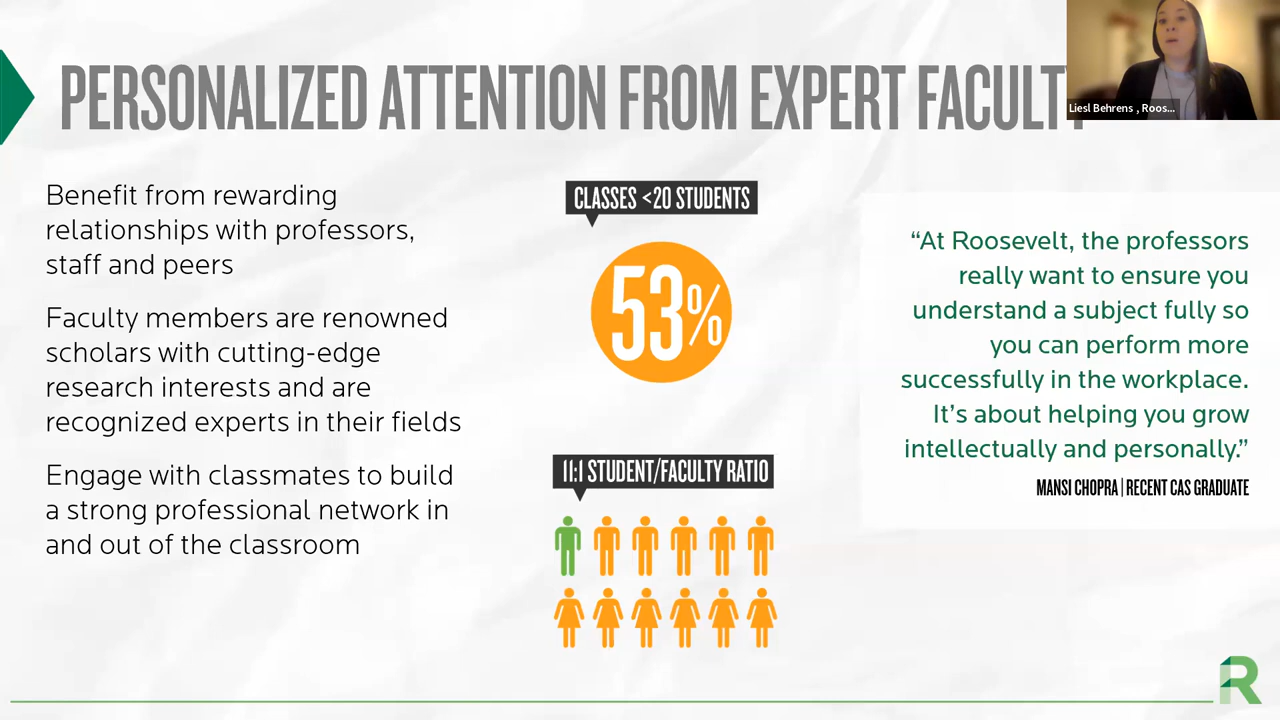 PERSONALIZED ATTENTION FROM EXPERT FACULTY
Liesl Behrens , Roos...
Benefit from rewarding
relationships with professors,
staff and peers
Faculty members are renowned
scholars with cutting-edge
research interests and are
recognized experts in their fields
Engage with classmates to build
a strong professional network in
and out of the classroom
CLASSES <20 STUDENTS
53%
11:1 STUDENT/FACULTY RATIO
“At Roosevelt, the professors
really want to ensure you
understand a subject fully so
you can perform more
successfully in the workplace.
It’s about helping you grow
intellectually and personally.”
MANSI CHOPRA | RECENT CAS GRADUATE
R